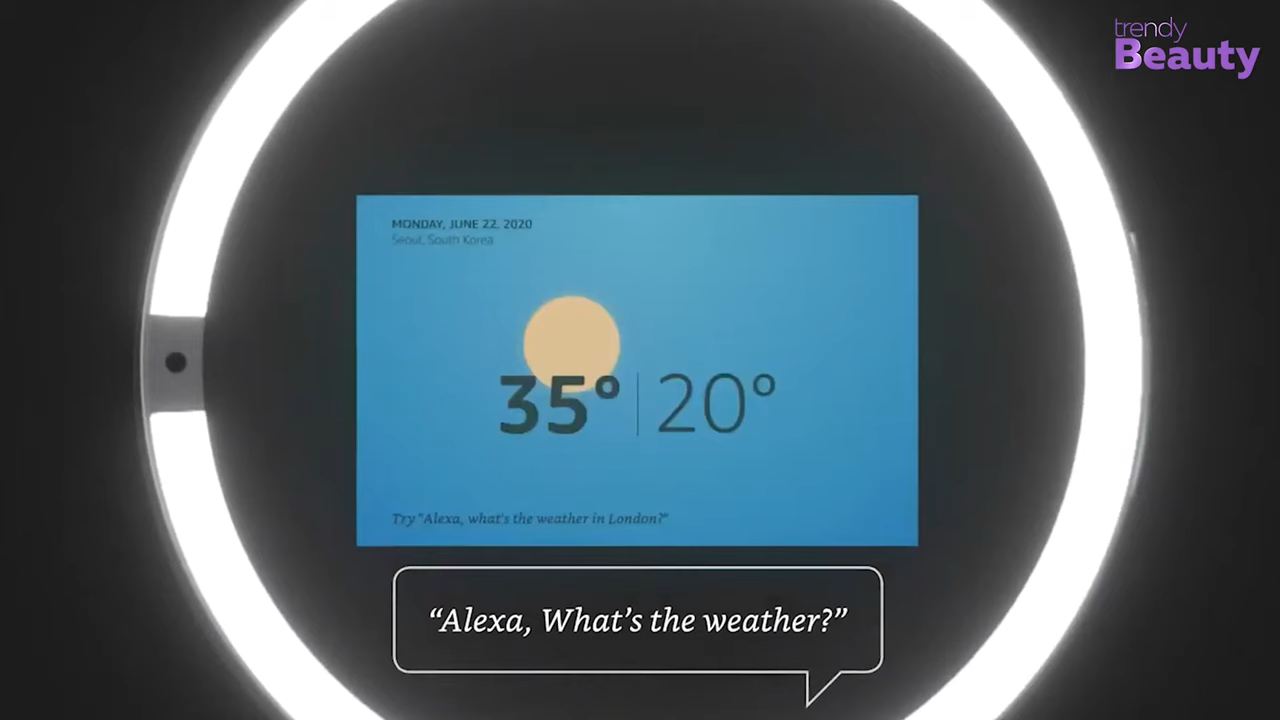 trendy
Beauty
MONDAY, JUNE 22, 2020
Seoul, South Korea
35° | 20°
Try "Alexa, what's the weather in London?"
“Alexa, What’s the weather?”